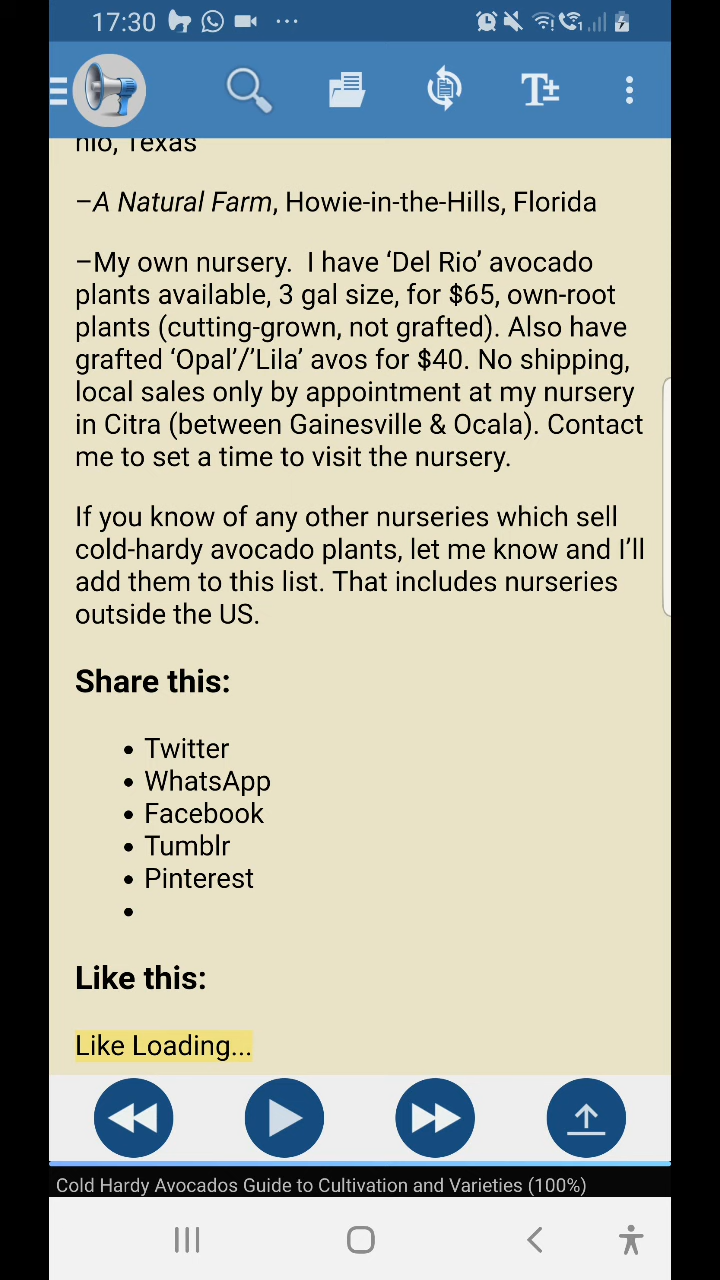 17:30
T±
nio, Texas
–A Natural Farm, Howie-in-the-Hills, Florida
–My own nursery.  I have ‘Del Rio’ avocado
plants available, 3 gal size, for $65, own-root
plants (cutting-grown, not grafted). Also have
grafted ‘Opal’/’Lila’ avos for $40. No shipping,
local sales only by appointment at my nursery
in Citra (between Gainesville & Ocala). Contact
me to set a time to visit the nursery.
If you know of any other nurseries which sell
cold-hardy avocado plants, let me know and I’ll
add them to this list. That includes nurseries
outside the US.
Share this:
• Twitter
• WhatsApp
• Facebook
• Tumblr
• Pinterest
•
Like this:
Like Loading...
Cold Hardy Avocados Guide to Cultivation and Varieties (100%)